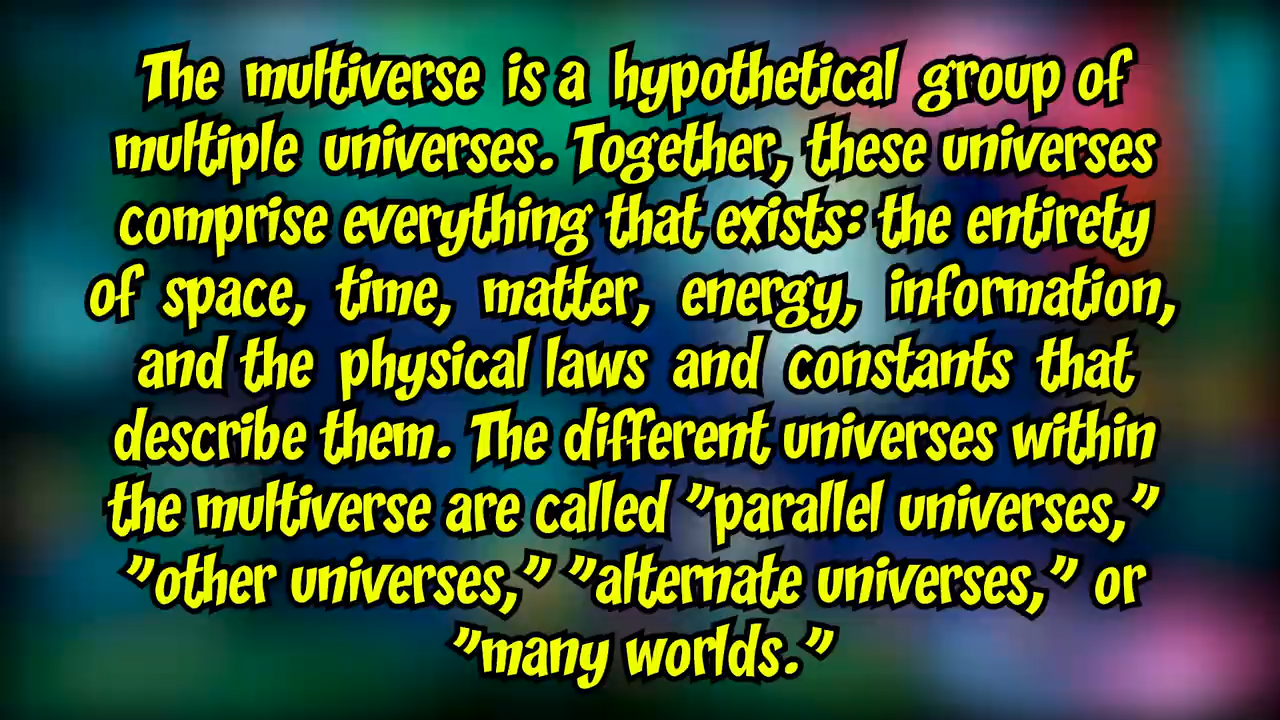 The multiverse is a hypothetical group of
multiple universes. Together, these universes
comprise everything that exists: the entirety
of space, time, matter, energy, information,
and the physical laws and constants that
describe them. The different universes within
the multiverse are called ”parallel universes,”
”other universes,” ”alternate universes,” or
”many worlds.”